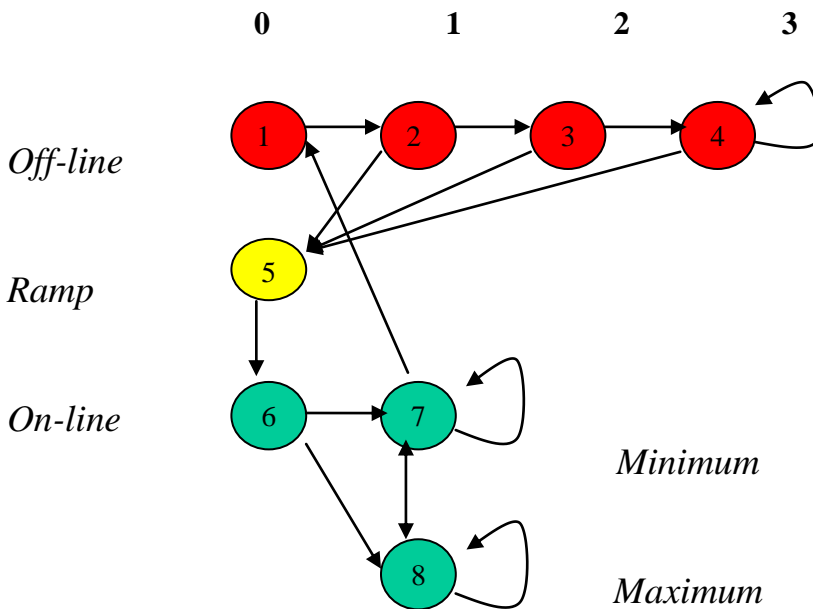 0 1 2 3
1 2 3 4
Off-line
5
Ramp
6 7
On-line
Minimum
8
Maximum